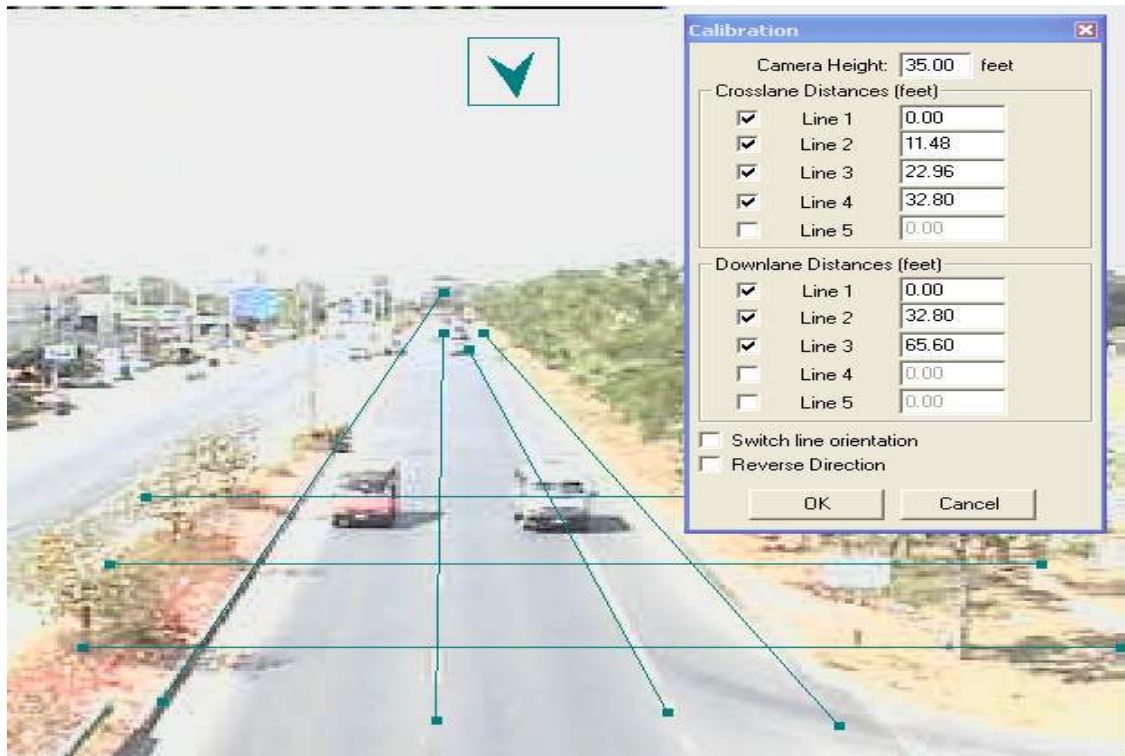 Calibration
Camera Height: 35.00 feet
Crosslane Distances (feet)
Line 1 0.00
Line 2 11.48
Line 3 22.96
Line 4 32.80
Line 5 0.00
Downlane Distances (feet)
Line 1 0.00
Line 2 32.80
Line 3 65.60
Line 4 0.00
Line 5 0.00
Switch line orientation
Reverse Direction
OK Cancel